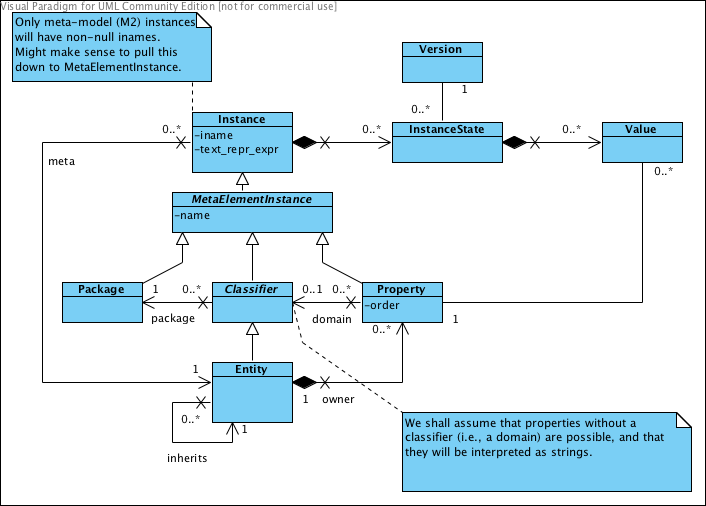 Visual Paradigm for UML Community Edition [not for commercial use]
Only meta-model (M2) instances
will have non-null inames.
Might make sense to pull this
down to MetaElementInstance.
Version
1
0..*
Instance
-iname
-text_repr_expr
0..*
0..*
InstanceState
0..*
Value
0..*
meta
MetaElementInstance
-name
Package
1
0..*
package
Classifier
0..1
0..*
domain
Property
-order
0..*
1
1
Entity
1
owner
0..*
1
inherits
We shall assume that properties without a
classifier (i.e., a domain) are possible, and that
they will be interpreted as strings.